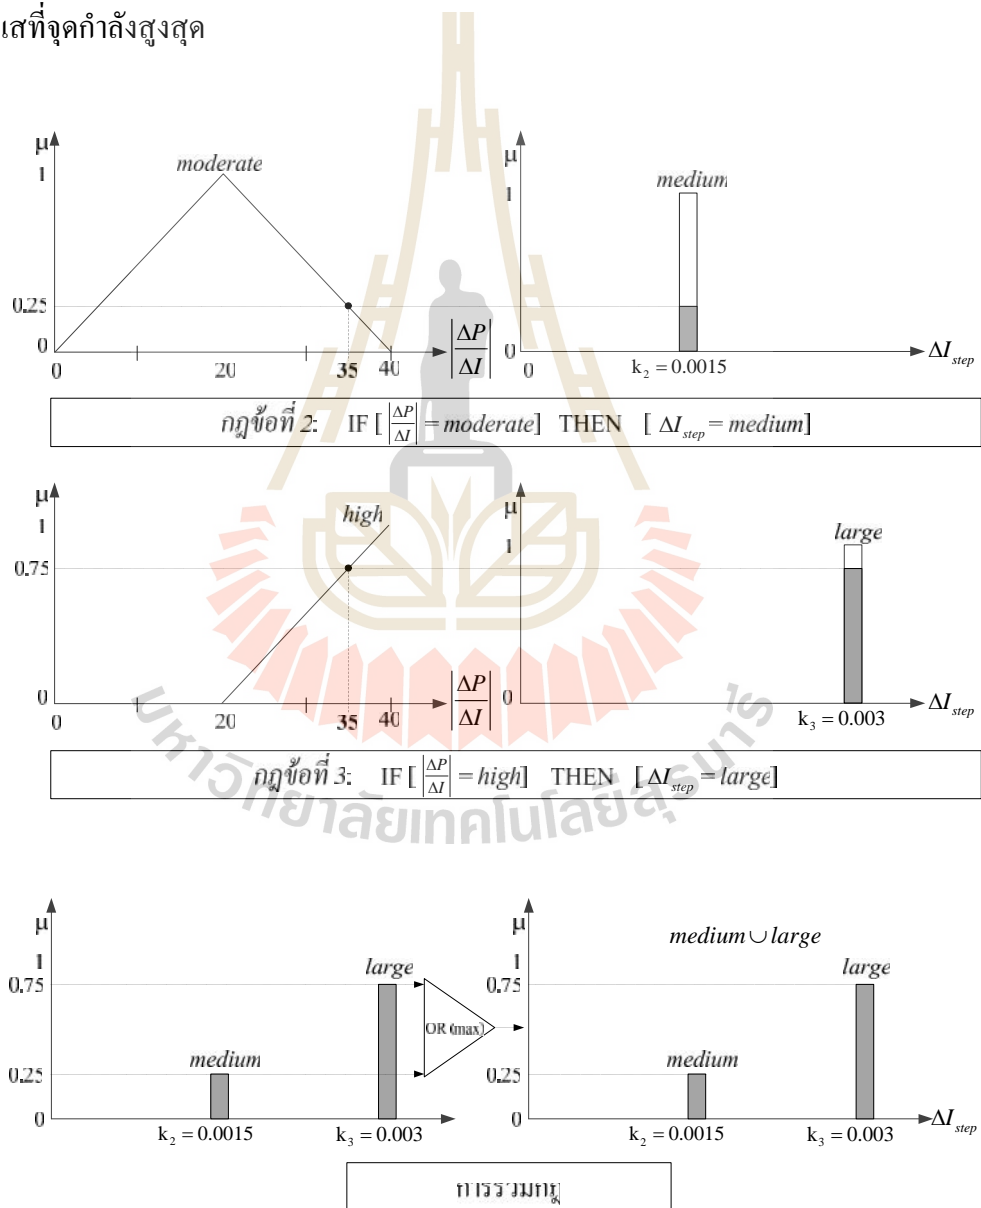 เสที่จุดกำลังสูงสุด
μ
1
moderate
0.25
0
0 20 35 40
|ΔP/ΔI|
μ
1
medium
0
0 k₂ = 0.0015
ΔI_step
กฎข้อที่ 2: IF [ |ΔP/ΔI| = moderate] THEN [ ΔI_step = medium]
μ
1
high
0.75
0
0 20 35 40
|ΔP/ΔI|
μ
1
large
0
k₃ = 0.003
ΔI_step
กฎข้อที่ 3: IF [ |ΔP/ΔI| = high] THEN [ ΔI_step = large]
มหาวิทยาลัยเทคโนโลยีสุรนารี
μ
1
0.75
large
medium
0.25
0
k₂ = 0.0015 k₃ = 0.003
OR (max)
μ
1
medium ∪ large
0.75
large
medium
0.25
0
k₂ = 0.0015 k₃ = 0.003
ΔI_step
การรวมกฎ